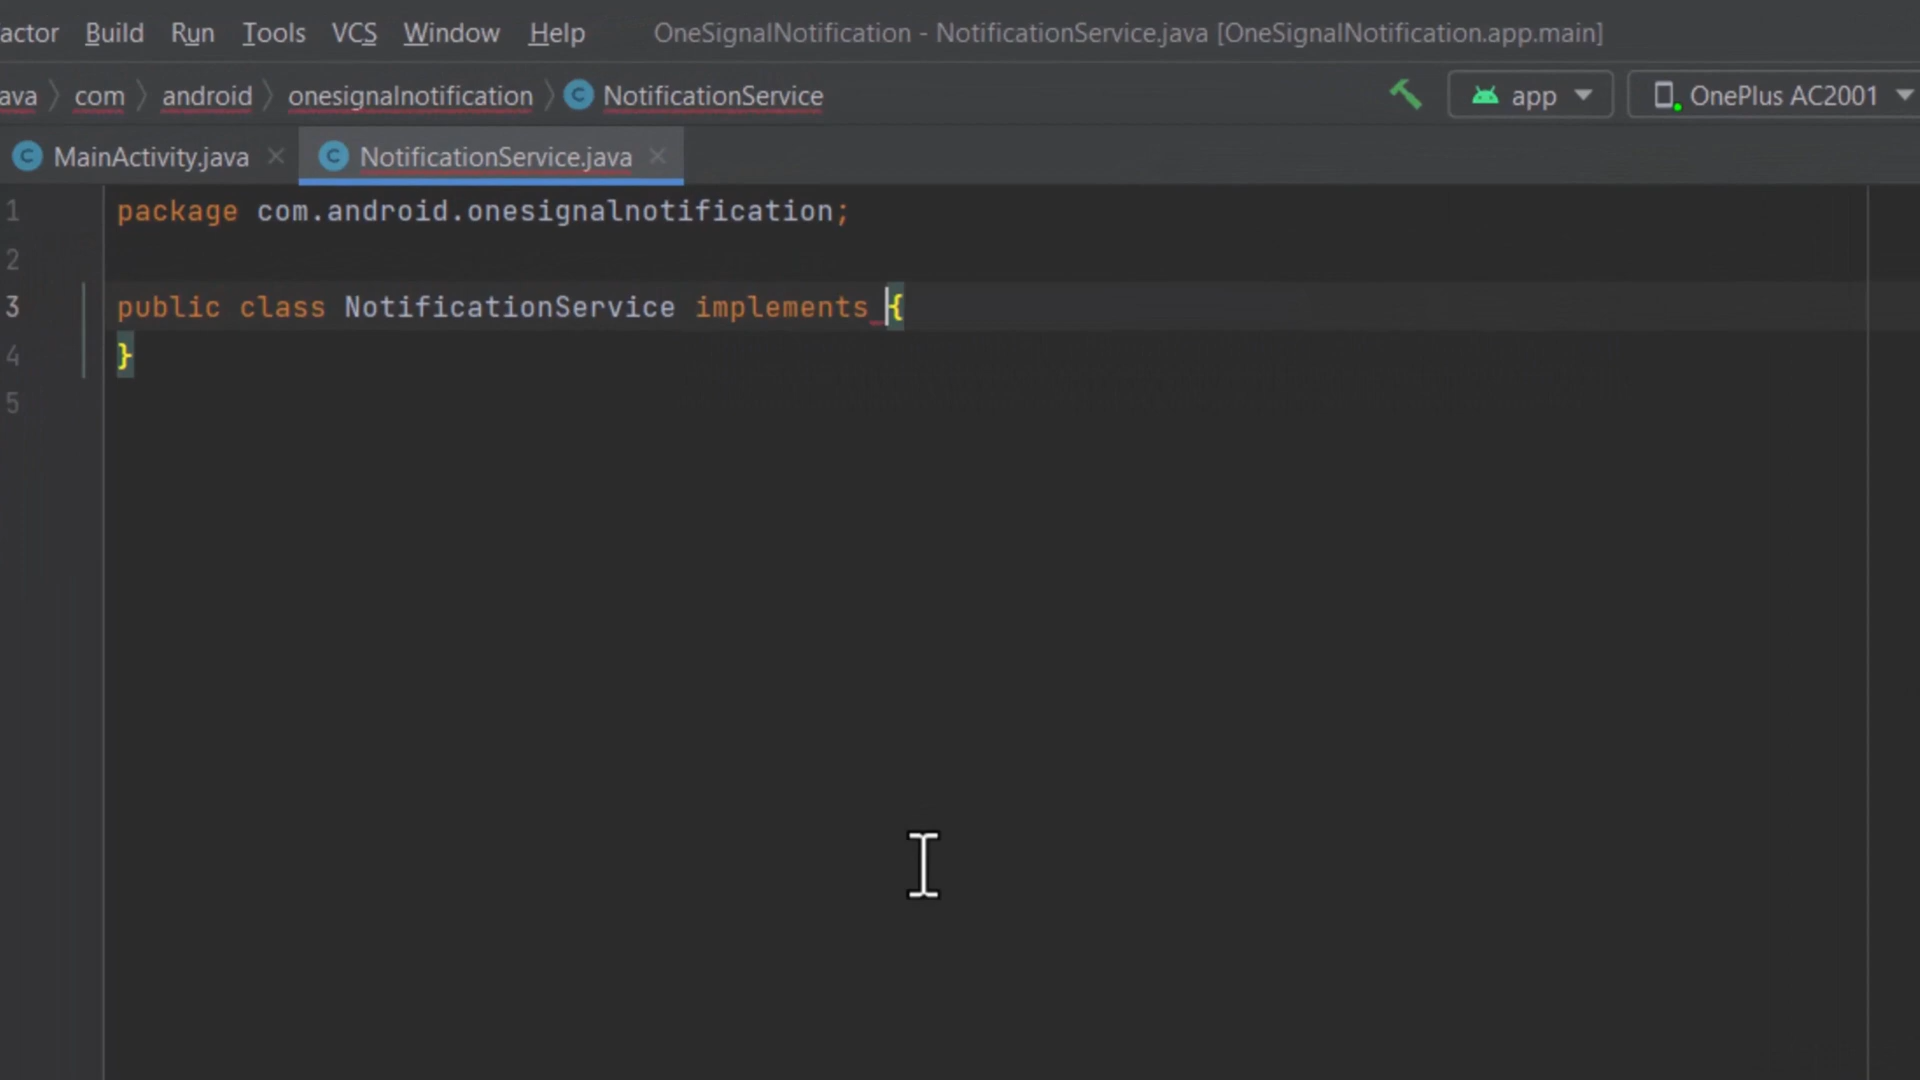 actor Build Run Tools VCS Window Help OneSignalNotification - NotificationService.java [OneSignalNotification.app.main]
ava com android onesignalnotification C NotificationService app OnePlus AC2001
C MainActivity.java C NotificationService.java
1 package com.android.onesignalnotification;
2
3 public class NotificationService implements {
4 }
5